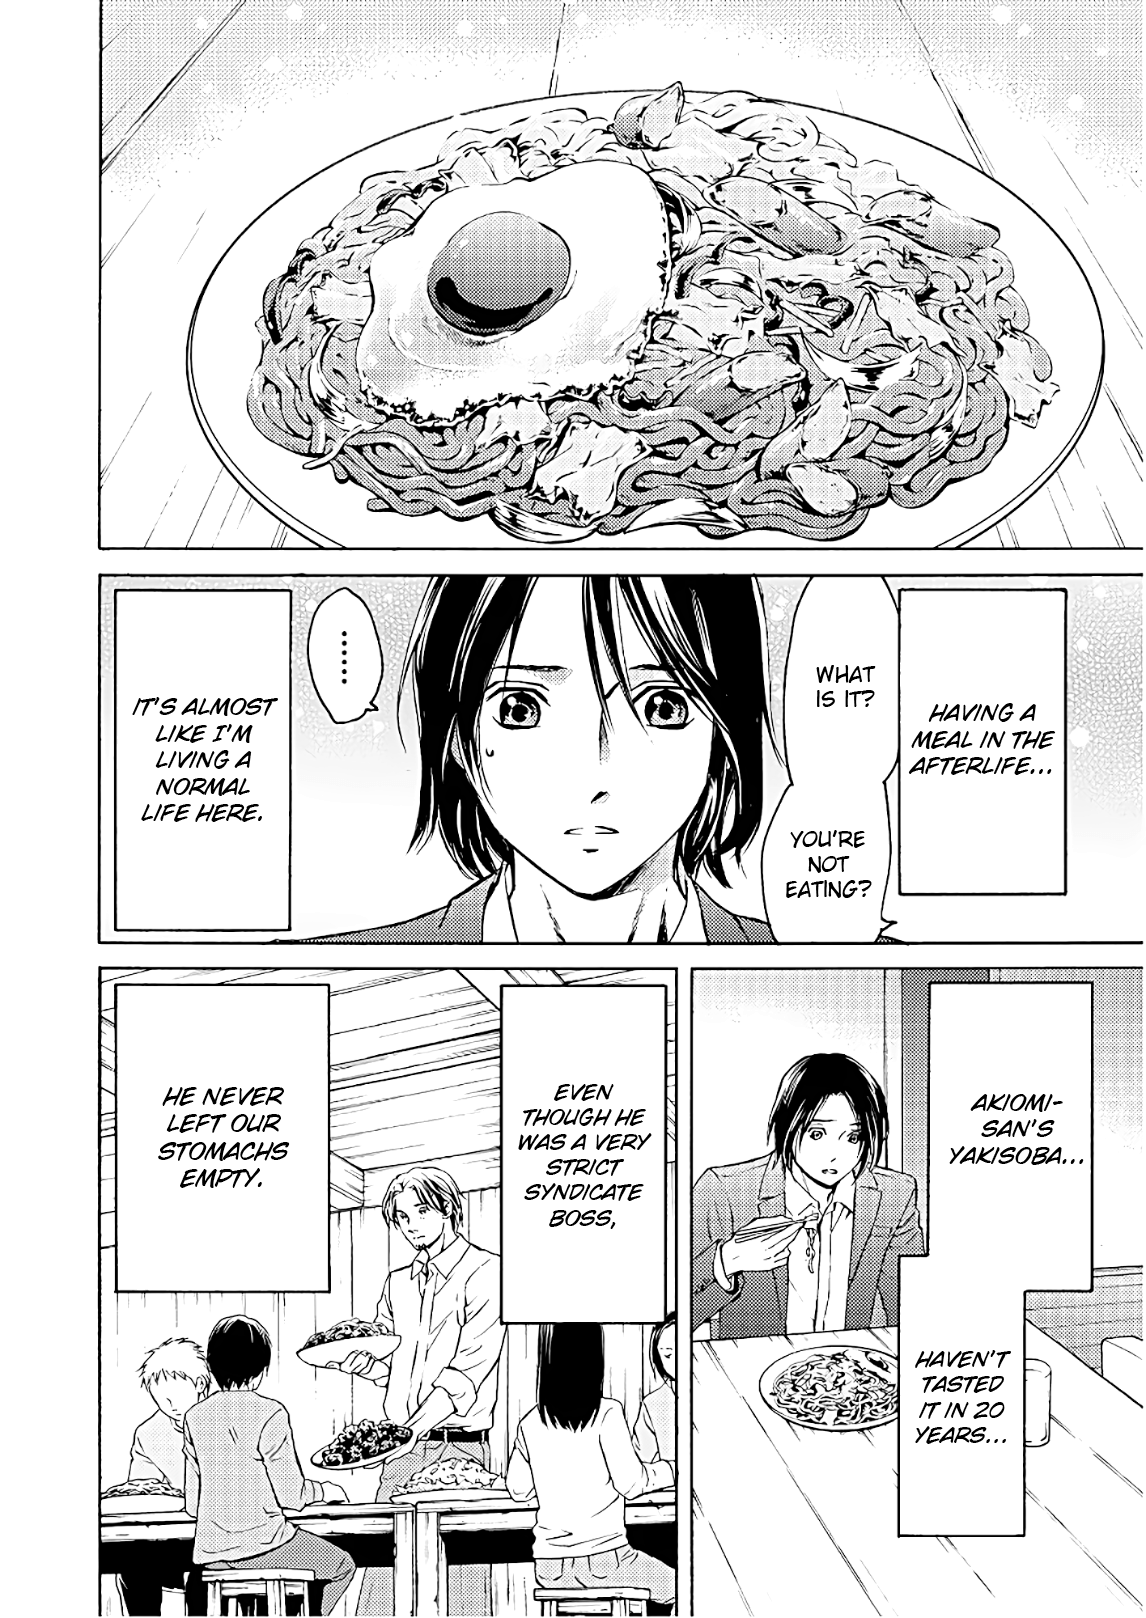 HAVING A
MEAL IN THE
AFTERLIFE...
WHAT
IS IT?
YOU'RE
NOT
EATING?
......
IT'S ALMOST
LIKE I'M
LIVING A
NORMAL
LIFE HERE.
AKIOMI-
SAN'S
YAKISOBA...
HAVEN'T
TASTED
IT IN 20
YEARS...
EVEN
THOUGH HE
WAS A VERY
STRICT
SYNDICATE
BOSS,
HE NEVER
LEFT OUR
STOMACHS
EMPTY.